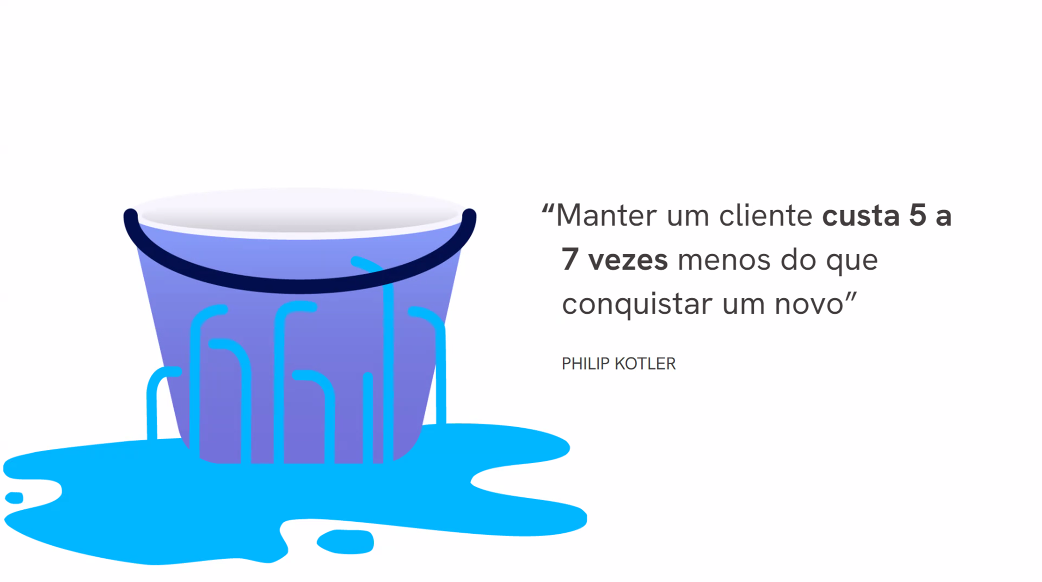 “Manter um cliente custa 5 a
7 vezes menos do que
conquistar um novo”
PHILIP KOTLER